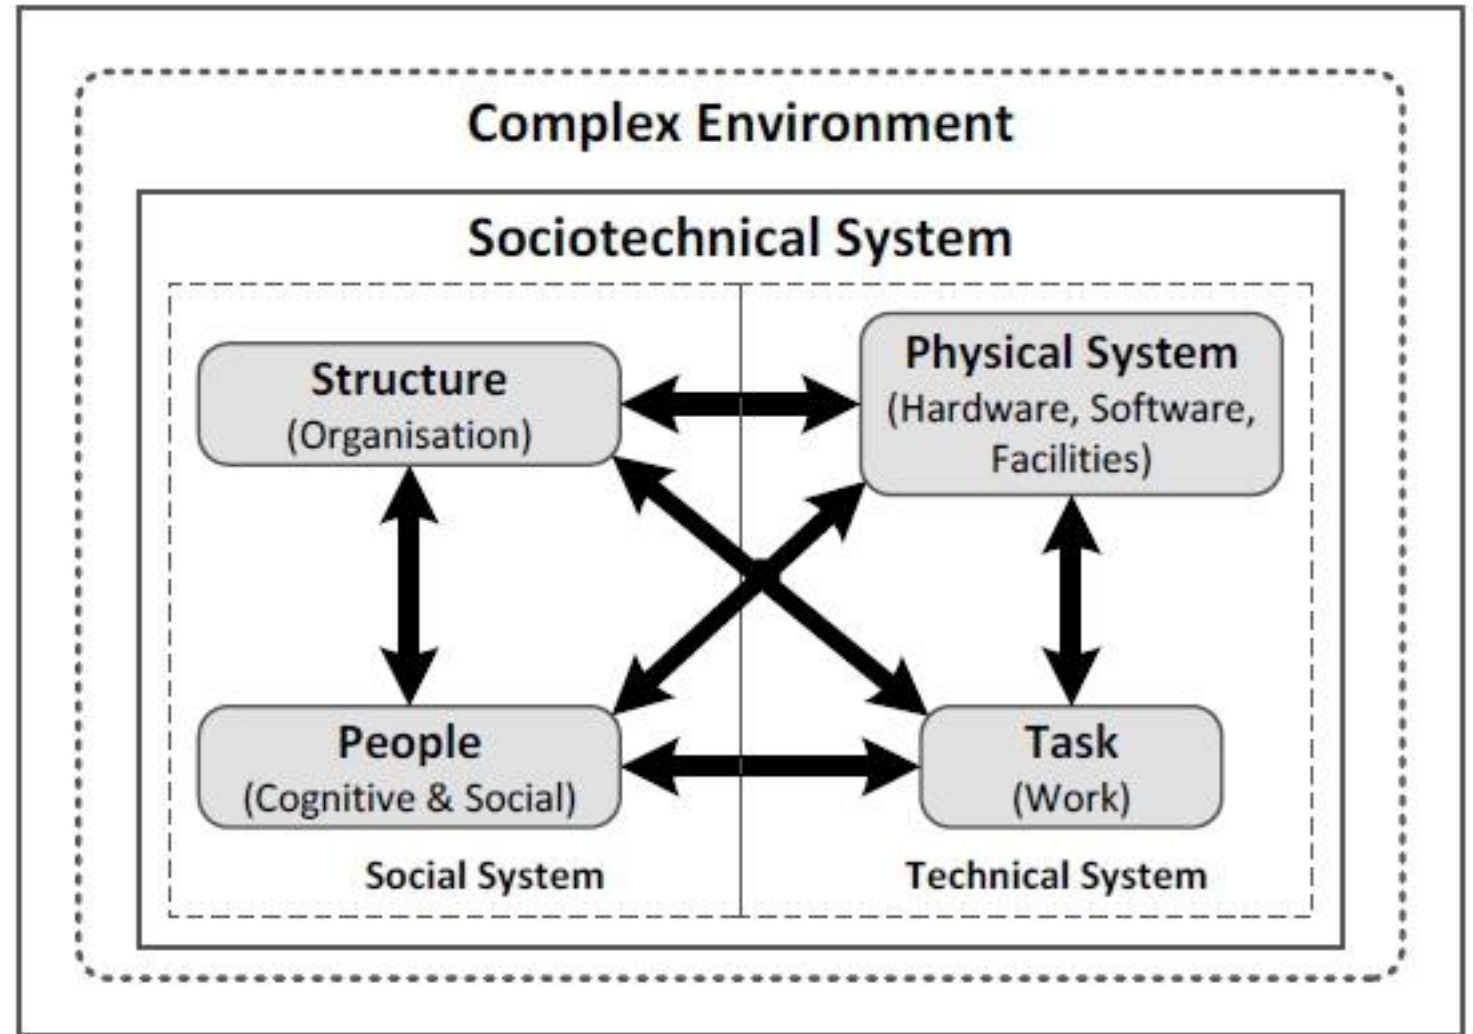 Complex Environment
Sociotechnical System
Structure
(Organisation)
Physical System
(Hardware, Software,
Facilities)
People
(Cognitive & Social)
Task
(Work)
Social System
Technical System